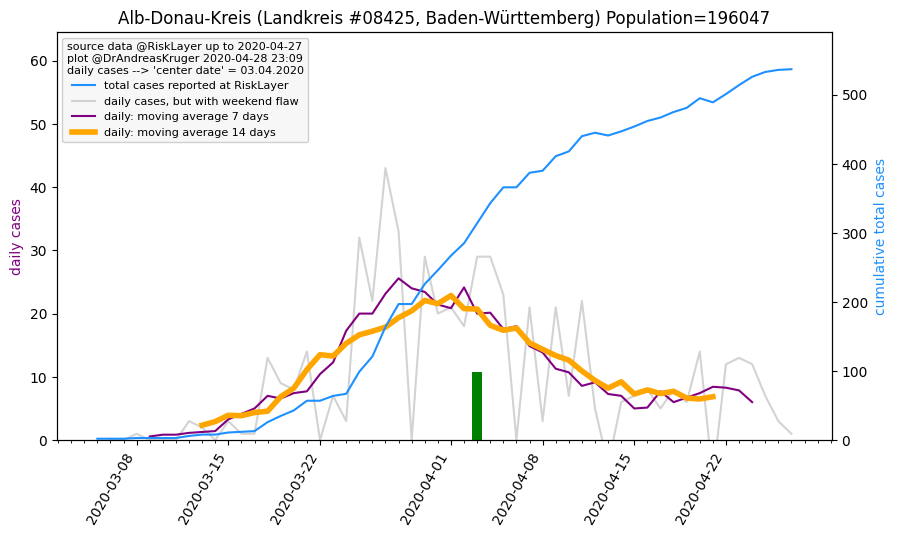 Alb-Donau-Kreis (Landkreis #08425, Baden-Württemberg) Population=196047
source data @RiskLayer up to 2020-04-27
plot @DrAndreasKruger 2020-04-28 23:09
daily cases --> 'center date' = 03.04.2020
total cases reported at RiskLayer
daily cases, but with weekend flaw
daily: moving average 7 days
daily: moving average 14 days
daily cases
60
50
40
30
20
10
0
cumulative total cases
500
400
300
200
100
0
2020-03-08
2020-03-15
2020-03-22
2020-04-01
2020-04-08
2020-04-15
2020-04-22